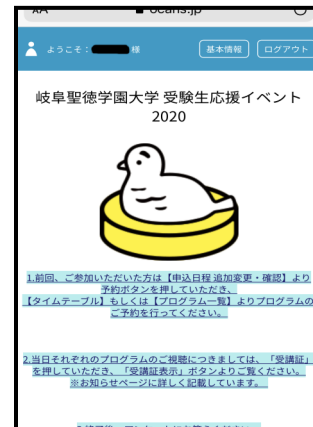 ようこそ： 様
基本情報
ログアウト
岐阜聖徳学園大学 受験生応援イベント
2020
1.前回、ご参加いただいた方は【申込日程 追加変更・確認】より
予約ボタンを押していただき、
【タイムテーブル】もしくは【プログラム一覧】よりプログラムの
ご予約を行ってください。
2.当日それぞれのプログラムのご視聴につきましては、「受講証」
を押していただき、「受講証表示」ボタンよりご覧ください。
※お知らせページに詳しく記載しています。